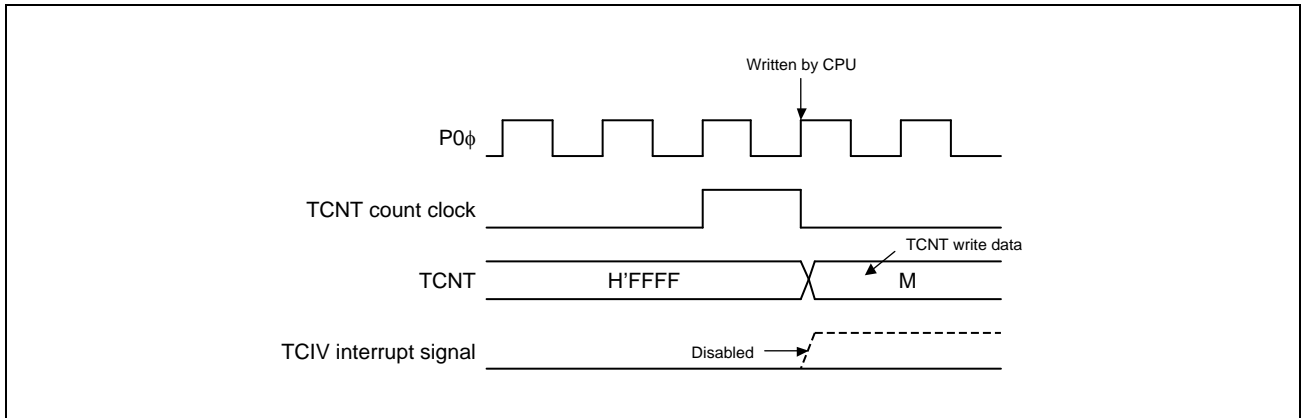 Written by CPU
P0ϕ
TCNT count clock
TCNT write data
TCNT H'FFFF M
TCIV interrupt signal Disabled